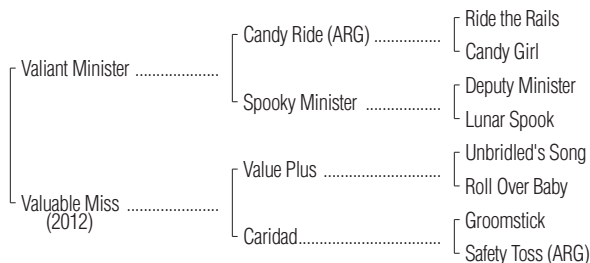 Ride the Rails
Candy Ride (ARG) ..................
Candy Girl
Valiant Minister .....................
Deputy Minister
Spooky Minister ....................
Lunar Spook
Unbridled's Song
Value Plus ..............................
Roll Over Baby
Valuable Miss .......................
(2012)
Groomstick
Caridad....................................
Safety Toss (ARG)